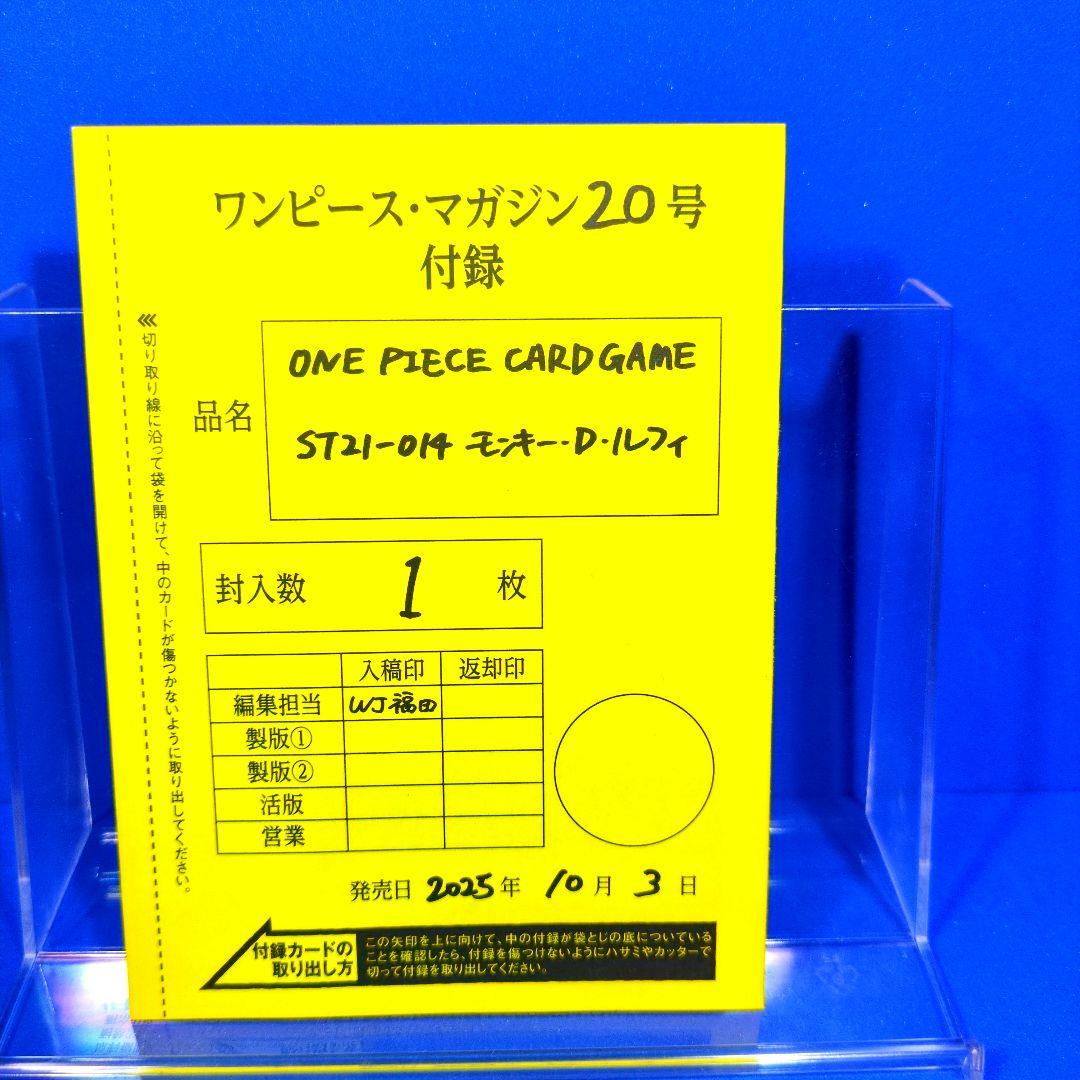 ワンピース・マガジン20号
付録
品名
ONE PIECE CARD GAME
ST21-014 モンキー・D・ルフィ
封入数 1 枚
入稿印 返却印
編集担当 WJ福田
製版①
製版②
活版
営業
発売日 2025年 10月 3日
切り取り線に沿って袋を開けて、中のカードが傷つかないように取り出してください。
付録カードの
取り出し方
この矢印を上に向けて、中の付録が袋とじの底についている
ことを確認したら、付録を傷つけないようにハサミやカッターで
切って付録を取り出してください。